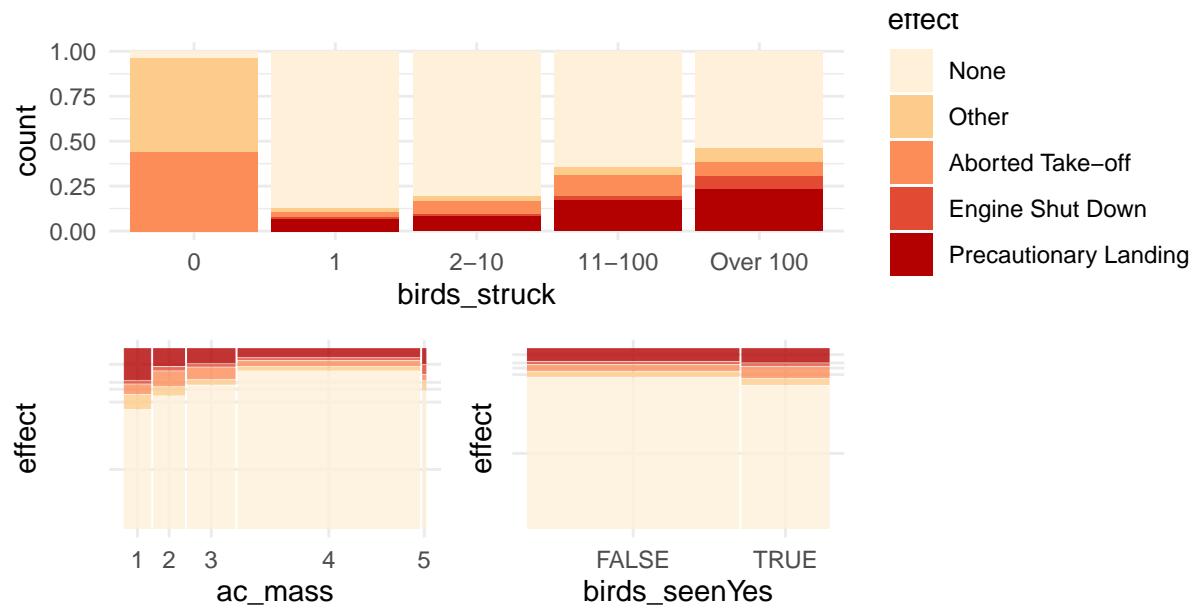 effect
None
Other
Aborted Take−off
Engine Shut Down
Precautionary Landing
count
1.00
0.75
0.50
0.25
0.00
0
1
2−10
11−100
Over 100
birds_struck
effect
1
2
3
4
5
ac_mass
effect
FALSE
TRUE
birds_seenYes